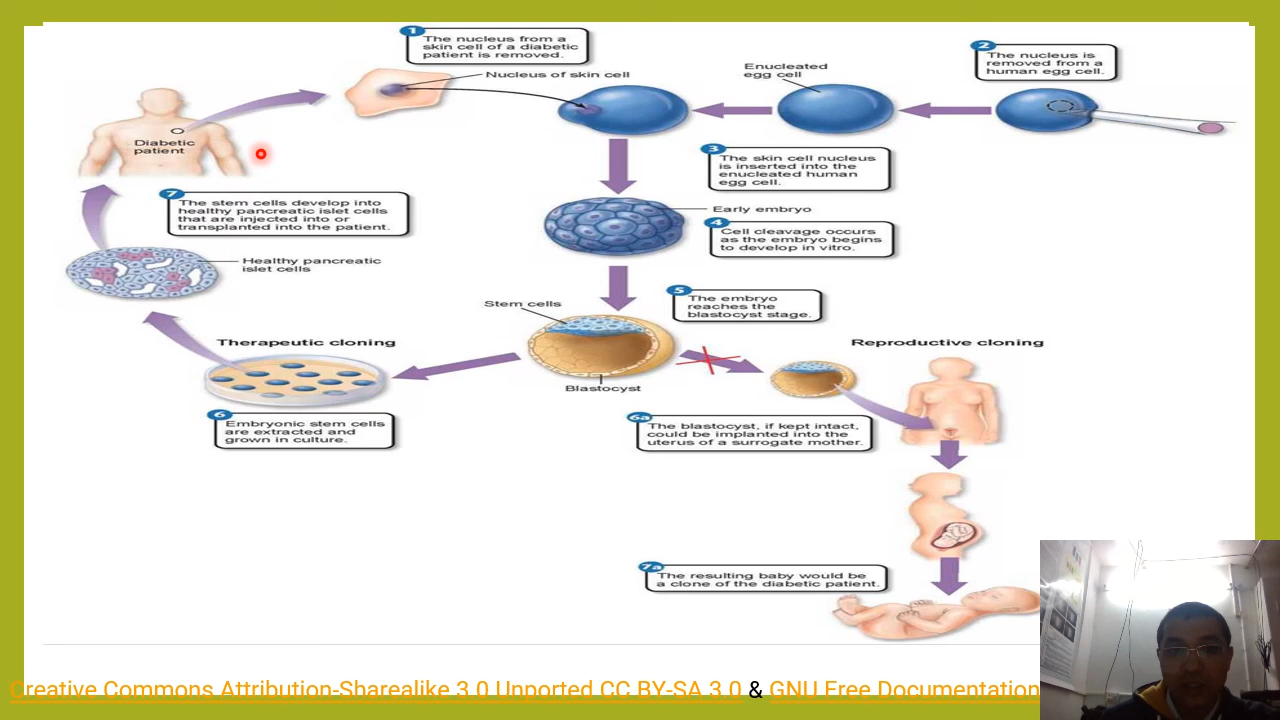 1
The nucleus from a
skin cell of a diabetic
patient is removed.
Nucleus of skin cell
Enucleated
egg cell
2
The nucleus is
removed from a
human egg cell.
Diabetic
patient
3
The skin cell nucleus
is inserted into the
enucleated human
egg cell.
7
The stem cells develop into
healthy pancreatic islet cells
that are injected into or
transplanted into the patient.
Early embryo
4
Cell cleavage occurs
as the embryo begins
to develop in vitro.
Healthy pancreatic
islet cells
5
The embryo
reaches the
blastocyst stage.
Stem cells
Therapeutic cloning
Reproductive cloning
Blastocyst
6
Embryonic stem cells
are extracted and
grown in culture.
6a
The blastocyst, if kept intact,
could be implanted into the
uterus of a surrogate mother.
7a
The resulting baby would be
a clone of the diabetic patient.
Creative Commons Attribution-Sharealike 3.0 Unported CC BY-SA 3.0 & GNU Free Documentation